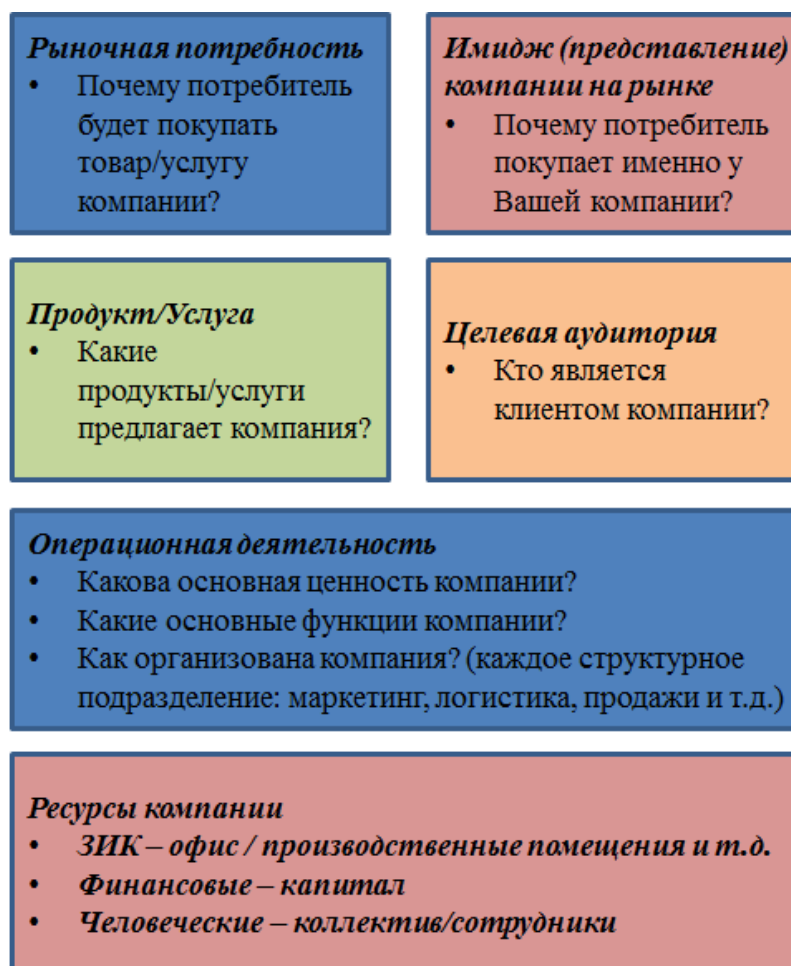 Рыночная потребность
• Почему потребитель
будет покупать
товар/услугу
компании?
Имидж (представление)
компании на рынке
• Почему потребитель
покупает именно у
Вашей компании?
Продукт/Услуга
• Какие
продукты/услуги
предлагает компания?
Целевая аудитория
• Кто является
клиентом компании?
Операционная деятельность
• Какова основная ценность компании?
• Какие основные функции компании?
• Как организована компания? (каждое структурное
подразделение: маркетинг, логистика, продажи и т.д.)
Ресурсы компании
• ЗИК – офис / производственные помещения и т.д.
• Финансовые – капитал
• Человеческие – коллектив/сотрудники